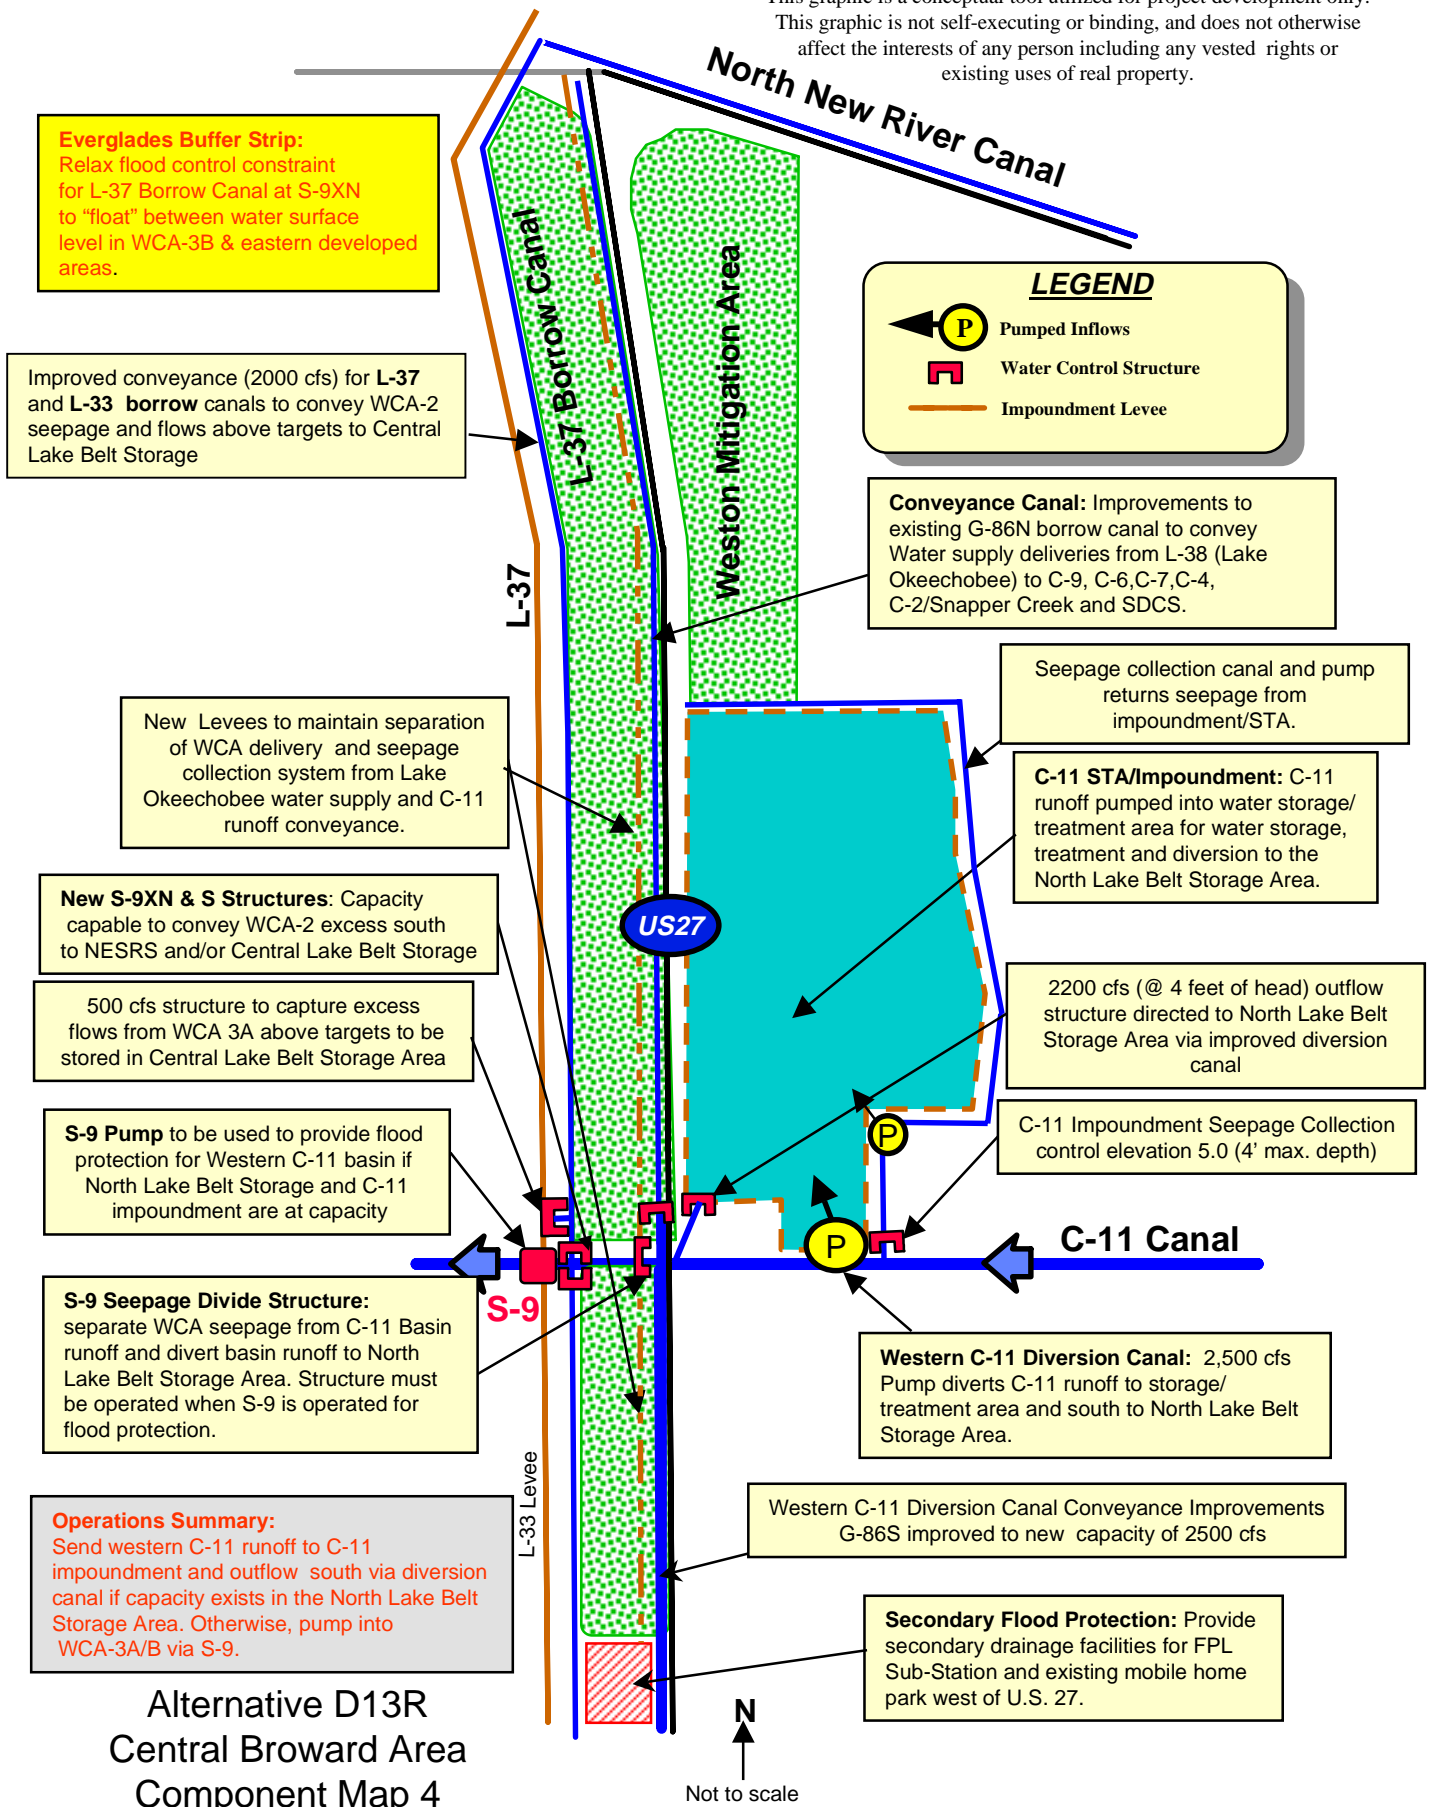 This graphic is a conceptual tool utilized for project development only.
This graphic is not self-executing or binding, and does not otherwise
affect the interests of any person including any vested rights or
existing uses of real property.
North New River Canal
Everglades Buffer Strip:
Relax flood control constraint
for L-37 Borrow Canal at S-9XN
to “float” between water surface
level in WCA-3B & eastern developed
areas.
L-37 Borrow Canal
Weston Mitigation Area
LEGEND
P Pumped Inflows
Water Control Structure
Impoundment Levee
Improved conveyance (2000 cfs) for L-37
and L-33 borrow canals to convey WCA-2
seepage and flows above targets to Central
Lake Belt Storage
Conveyance Canal: Improvements to
existing G-86N borrow canal to convey
Water supply deliveries from L-38 (Lake
Okeechobee) to C-9, C-6,C-7,C-4,
C-2/Snapper Creek and SDCS.
L-37
Seepage collection canal and pump
returns seepage from
impoundment/STA.
New Levees to maintain separation
of WCA delivery and seepage
collection system from Lake
Okeechobee water supply and C-11
runoff conveyance.
C-11 STA/Impoundment: C-11
runoff pumped into water storage/
treatment area for water storage,
treatment and diversion to the
North Lake Belt Storage Area.
New S-9XN & S Structures: Capacity
capable to convey WCA-2 excess south
to NESRS and/or Central Lake Belt Storage
US27
500 cfs structure to capture excess
flows from WCA 3A above targets to be
stored in Central Lake Belt Storage Area
2200 cfs (@ 4 feet of head) outflow
structure directed to North Lake Belt
Storage Area via improved diversion
canal
S-9 Pump to be used to provide flood
protection for Western C-11 basin if
North Lake Belt Storage and C-11
impoundment are at capacity
C-11 Impoundment Seepage Collection
control elevation 5.0 (4’ max. depth)
P
P
C-11 Canal
S-9
S-9 Seepage Divide Structure:
separate WCA seepage from C-11 Basin
runoff and divert basin runoff to North
Lake Belt Storage Area. Structure must
be operated when S-9 is operated for
flood protection.
Western C-11 Diversion Canal: 2,500 cfs
Pump diverts C-11 runoff to storage/
treatment area and south to North Lake Belt
Storage Area.
L-33 Levee
Operations Summary:
Send western C-11 runoff to C-11
impoundment and outflow south via diversion
canal if capacity exists in the North Lake Belt
Storage Area. Otherwise, pump into
WCA-3A/B via S-9.
Western C-11 Diversion Canal Conveyance Improvements
G-86S improved to new capacity of 2500 cfs
Secondary Flood Protection: Provide
secondary drainage facilities for FPL
Sub-Station and existing mobile home
park west of U.S. 27.
Alternative D13R
Central Broward Area
Component Map 4
N
Not to scale